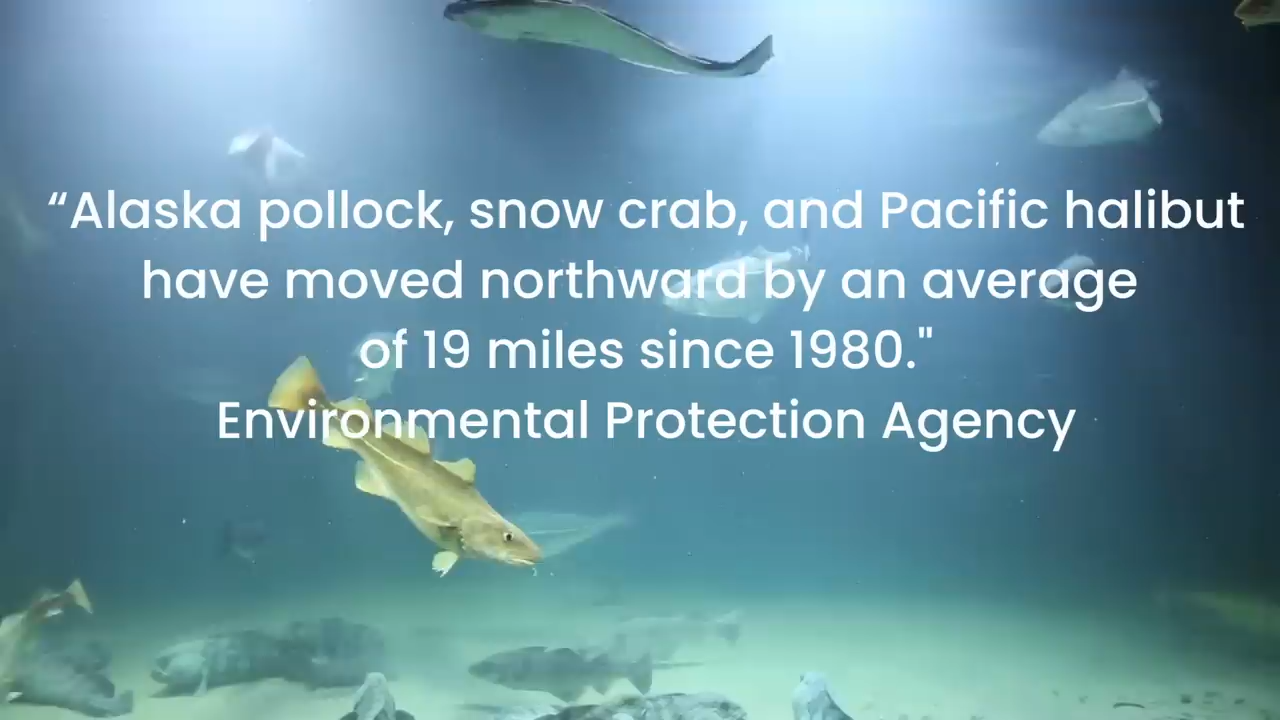 “Alaska pollock, snow crab, and Pacific halibut
have moved northward by an average
of 19 miles since 1980."
Environmental Protection Agency